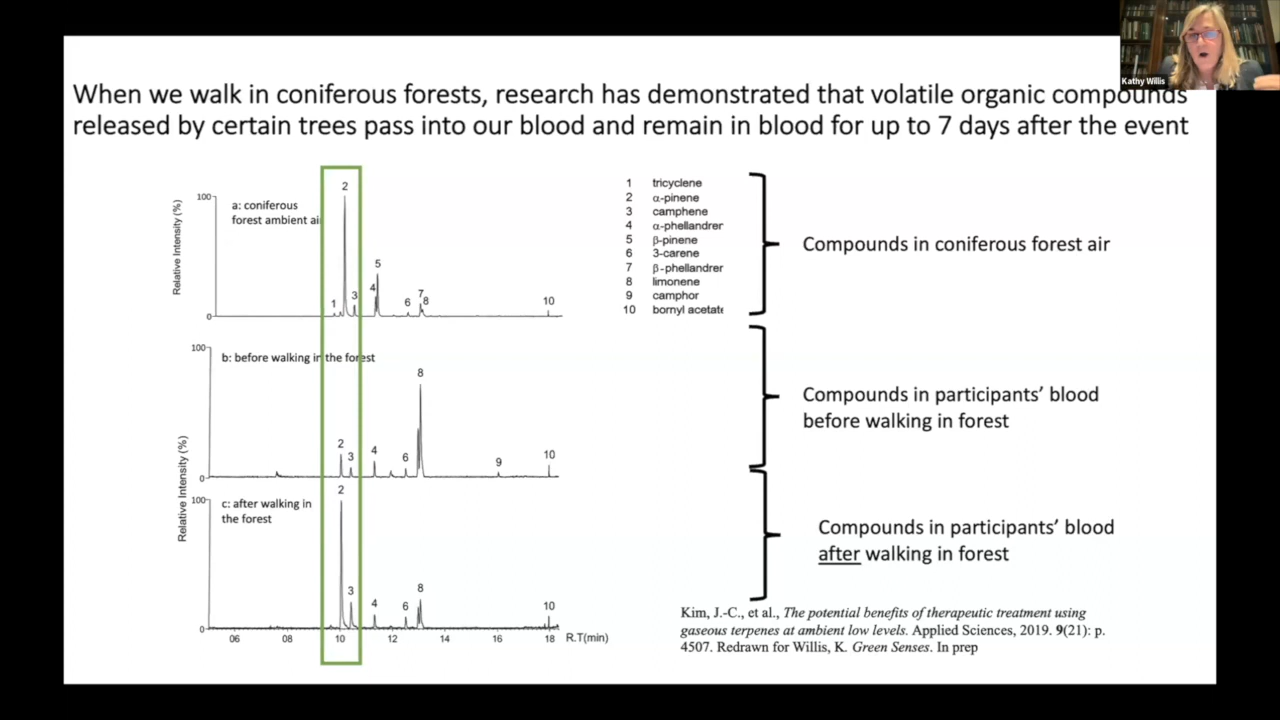 Kathy Willis
When we walk in coniferous forests, research has demonstrated that volatile organic compounds
released by certain trees pass into our blood and remain in blood for up to 7 days after the event
Relative Intensity (%)
100
0
a: coniferous
forest ambient ai
1
2
3
4
5
6
7
8
10
1 tricyclene
2 α-pinene
3 camphene
4 α-phellandrer
5 β-pinene
6 3-carene
7 β-phellandrer
8 limonene
9 camphor
10 bornyl acetate
Compounds in coniferous forest air
100
0
b: before walking in the forest
2
3
4
6
8
9
10
Compounds in participants’ blood
before walking in forest
Relative Intensity (%)
100
0
c: after walking in
the forest
2
3
4
6
8
10
06 08 10 12 14 16 18 R.T(min)
Compounds in participants’ blood
after walking in forest
Kim, J.-C., et al., The potential benefits of therapeutic treatment using
gaseous terpenes at ambient low levels. Applied Sciences, 2019. 9(21): p.
4507. Redrawn for Willis, K. Green Senses. In prep